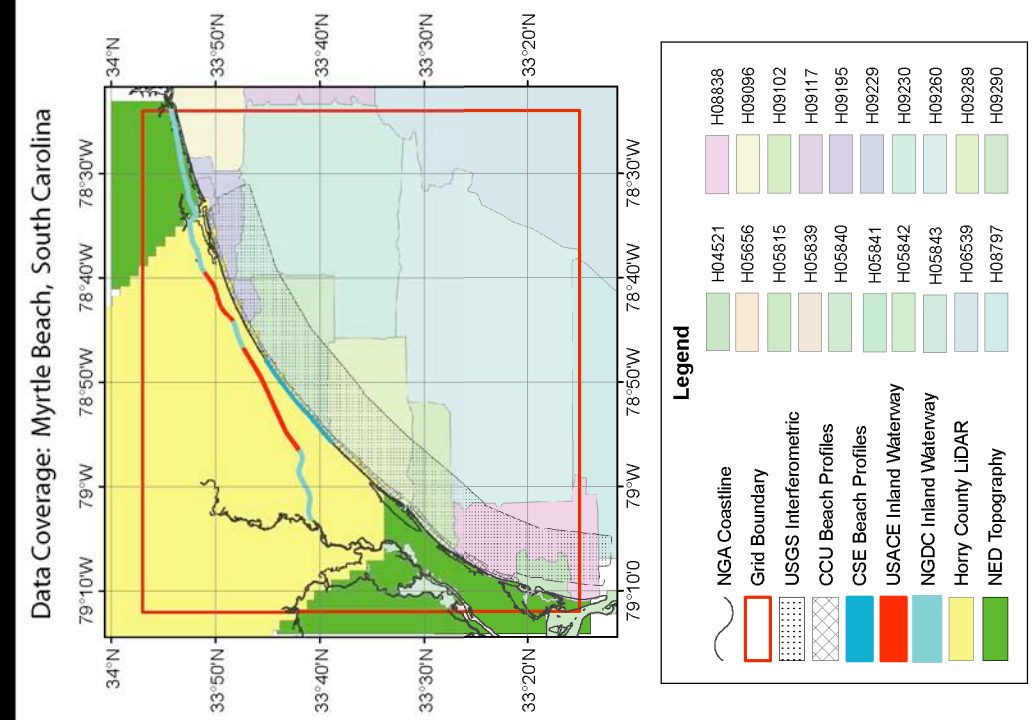 Data Coverage: Myrtle Beach, South Carolina
79°10'W 79°W 78°50'W 78°40'W 78°30'W
34°N 34°N
33°50'N 33°50'N
33°40'N 33°40'N
33°30'N 33°30'N
33°20'N 33°20'N
79°W 78°50'W 78°40'W 78°30'W
Legend
NGA Coastline
Grid Boundary
USGS Interferometric
CCU Beach Profiles
CSE Beach Profiles
USACE Inland Waterway
NGDC Inland Waterway
Horry County LiDAR
NED Topography
H04521
H05656
H05815
H05839
H05840
H05841
H05842
H05843
H06539
H08797
H08838
H09096
H09102
H09117
H09195
H09229
H09230
H09260
H09289
H09290